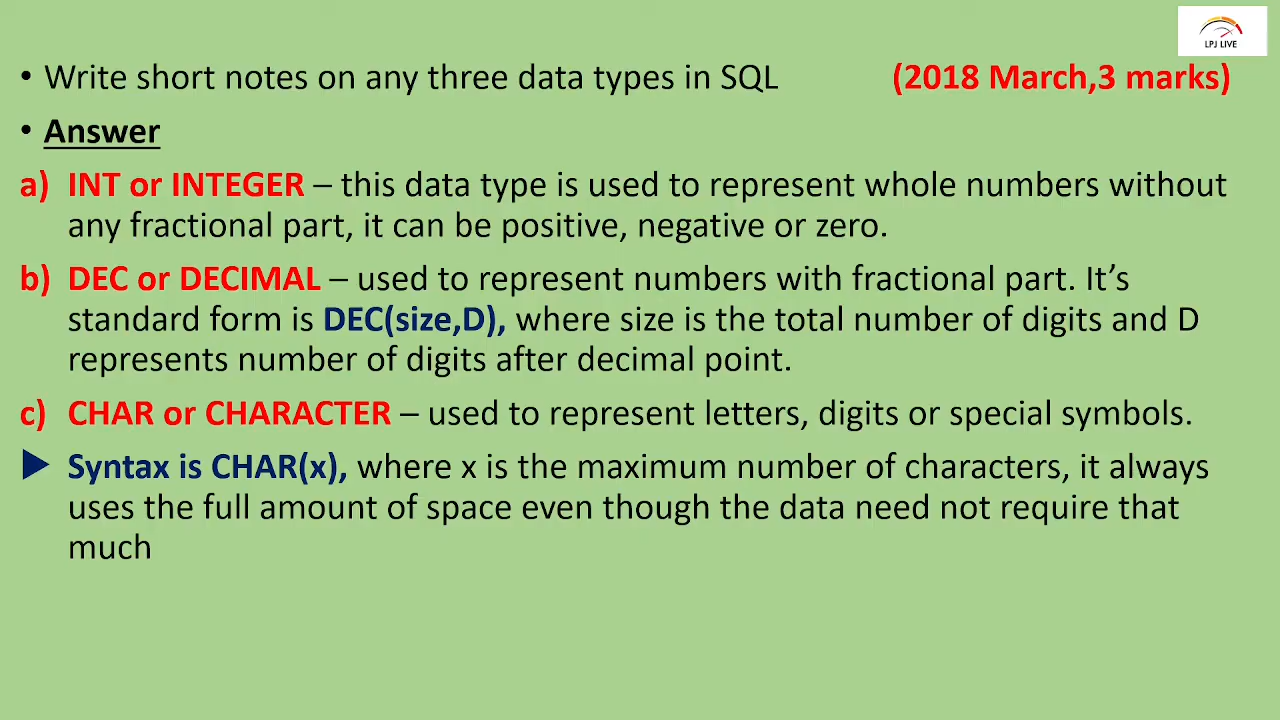 LPJ LIVE
• Write short notes on any three data types in SQL (2018 March,3 marks)
• Answer
a) INT or INTEGER – this data type is used to represent whole numbers without
any fractional part, it can be positive, negative or zero.
b) DEC or DECIMAL – used to represent numbers with fractional part. It’s
standard form is DEC(size,D), where size is the total number of digits and D
represents number of digits after decimal point.
c) CHAR or CHARACTER – used to represent letters, digits or special symbols.
▶ Syntax is CHAR(x), where x is the maximum number of characters, it always
uses the full amount of space even though the data need not require that
much